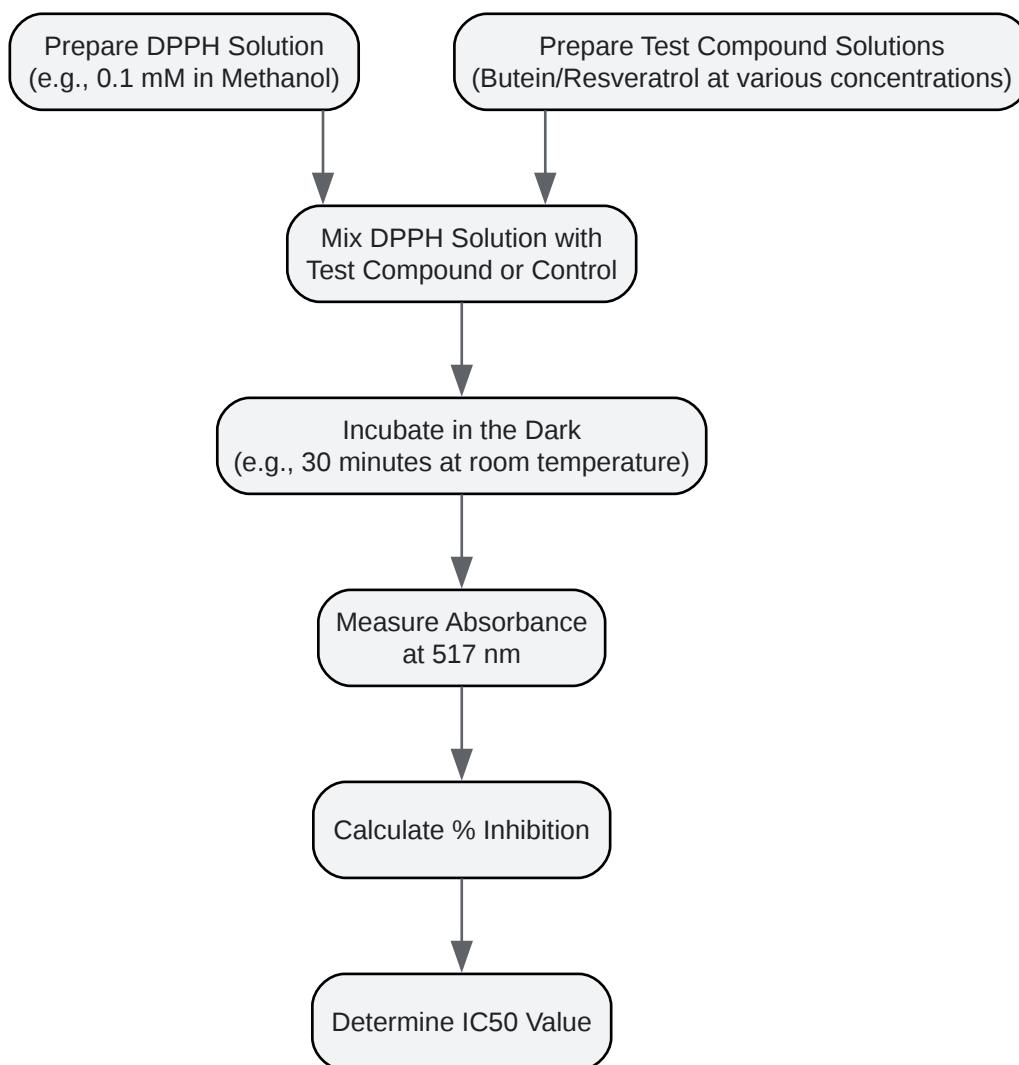 Prepare DPPH Solution
(e.g., 0.1 mM in Methanol)
Prepare Test Compound Solutions
(Butein/Resveratrol at various concentrations)
Mix DPPH Solution with
Test Compound or Control
Incubate in the Dark
(e.g., 30 minutes at room temperature)
Measure Absorbance
at 517 nm
Calculate % Inhibition
Determine IC50 Value